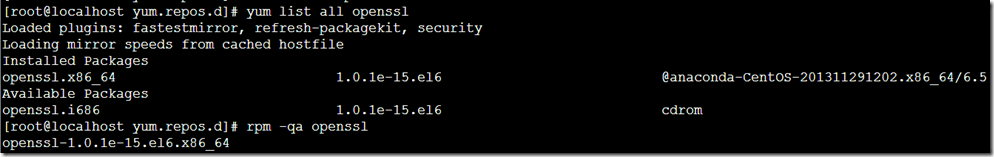 [root@localhost yum.repos.d]# yum list all openssl
Loaded plugins: fastestmirror, refresh-packagekit, security
Loading mirror speeds from cached hostfile
Installed Packages
openssl.x86_64 1.0.1e-15.el6 @anaconda-CentOS-201311291202.x86_64/6.5
Available Packages
openssl.i686 1.0.1e-15.el6 cdrom
[root@localhost yum.repos.d]# rpm -qa openssl
openssl-1.0.1e-15.el6.x86_64